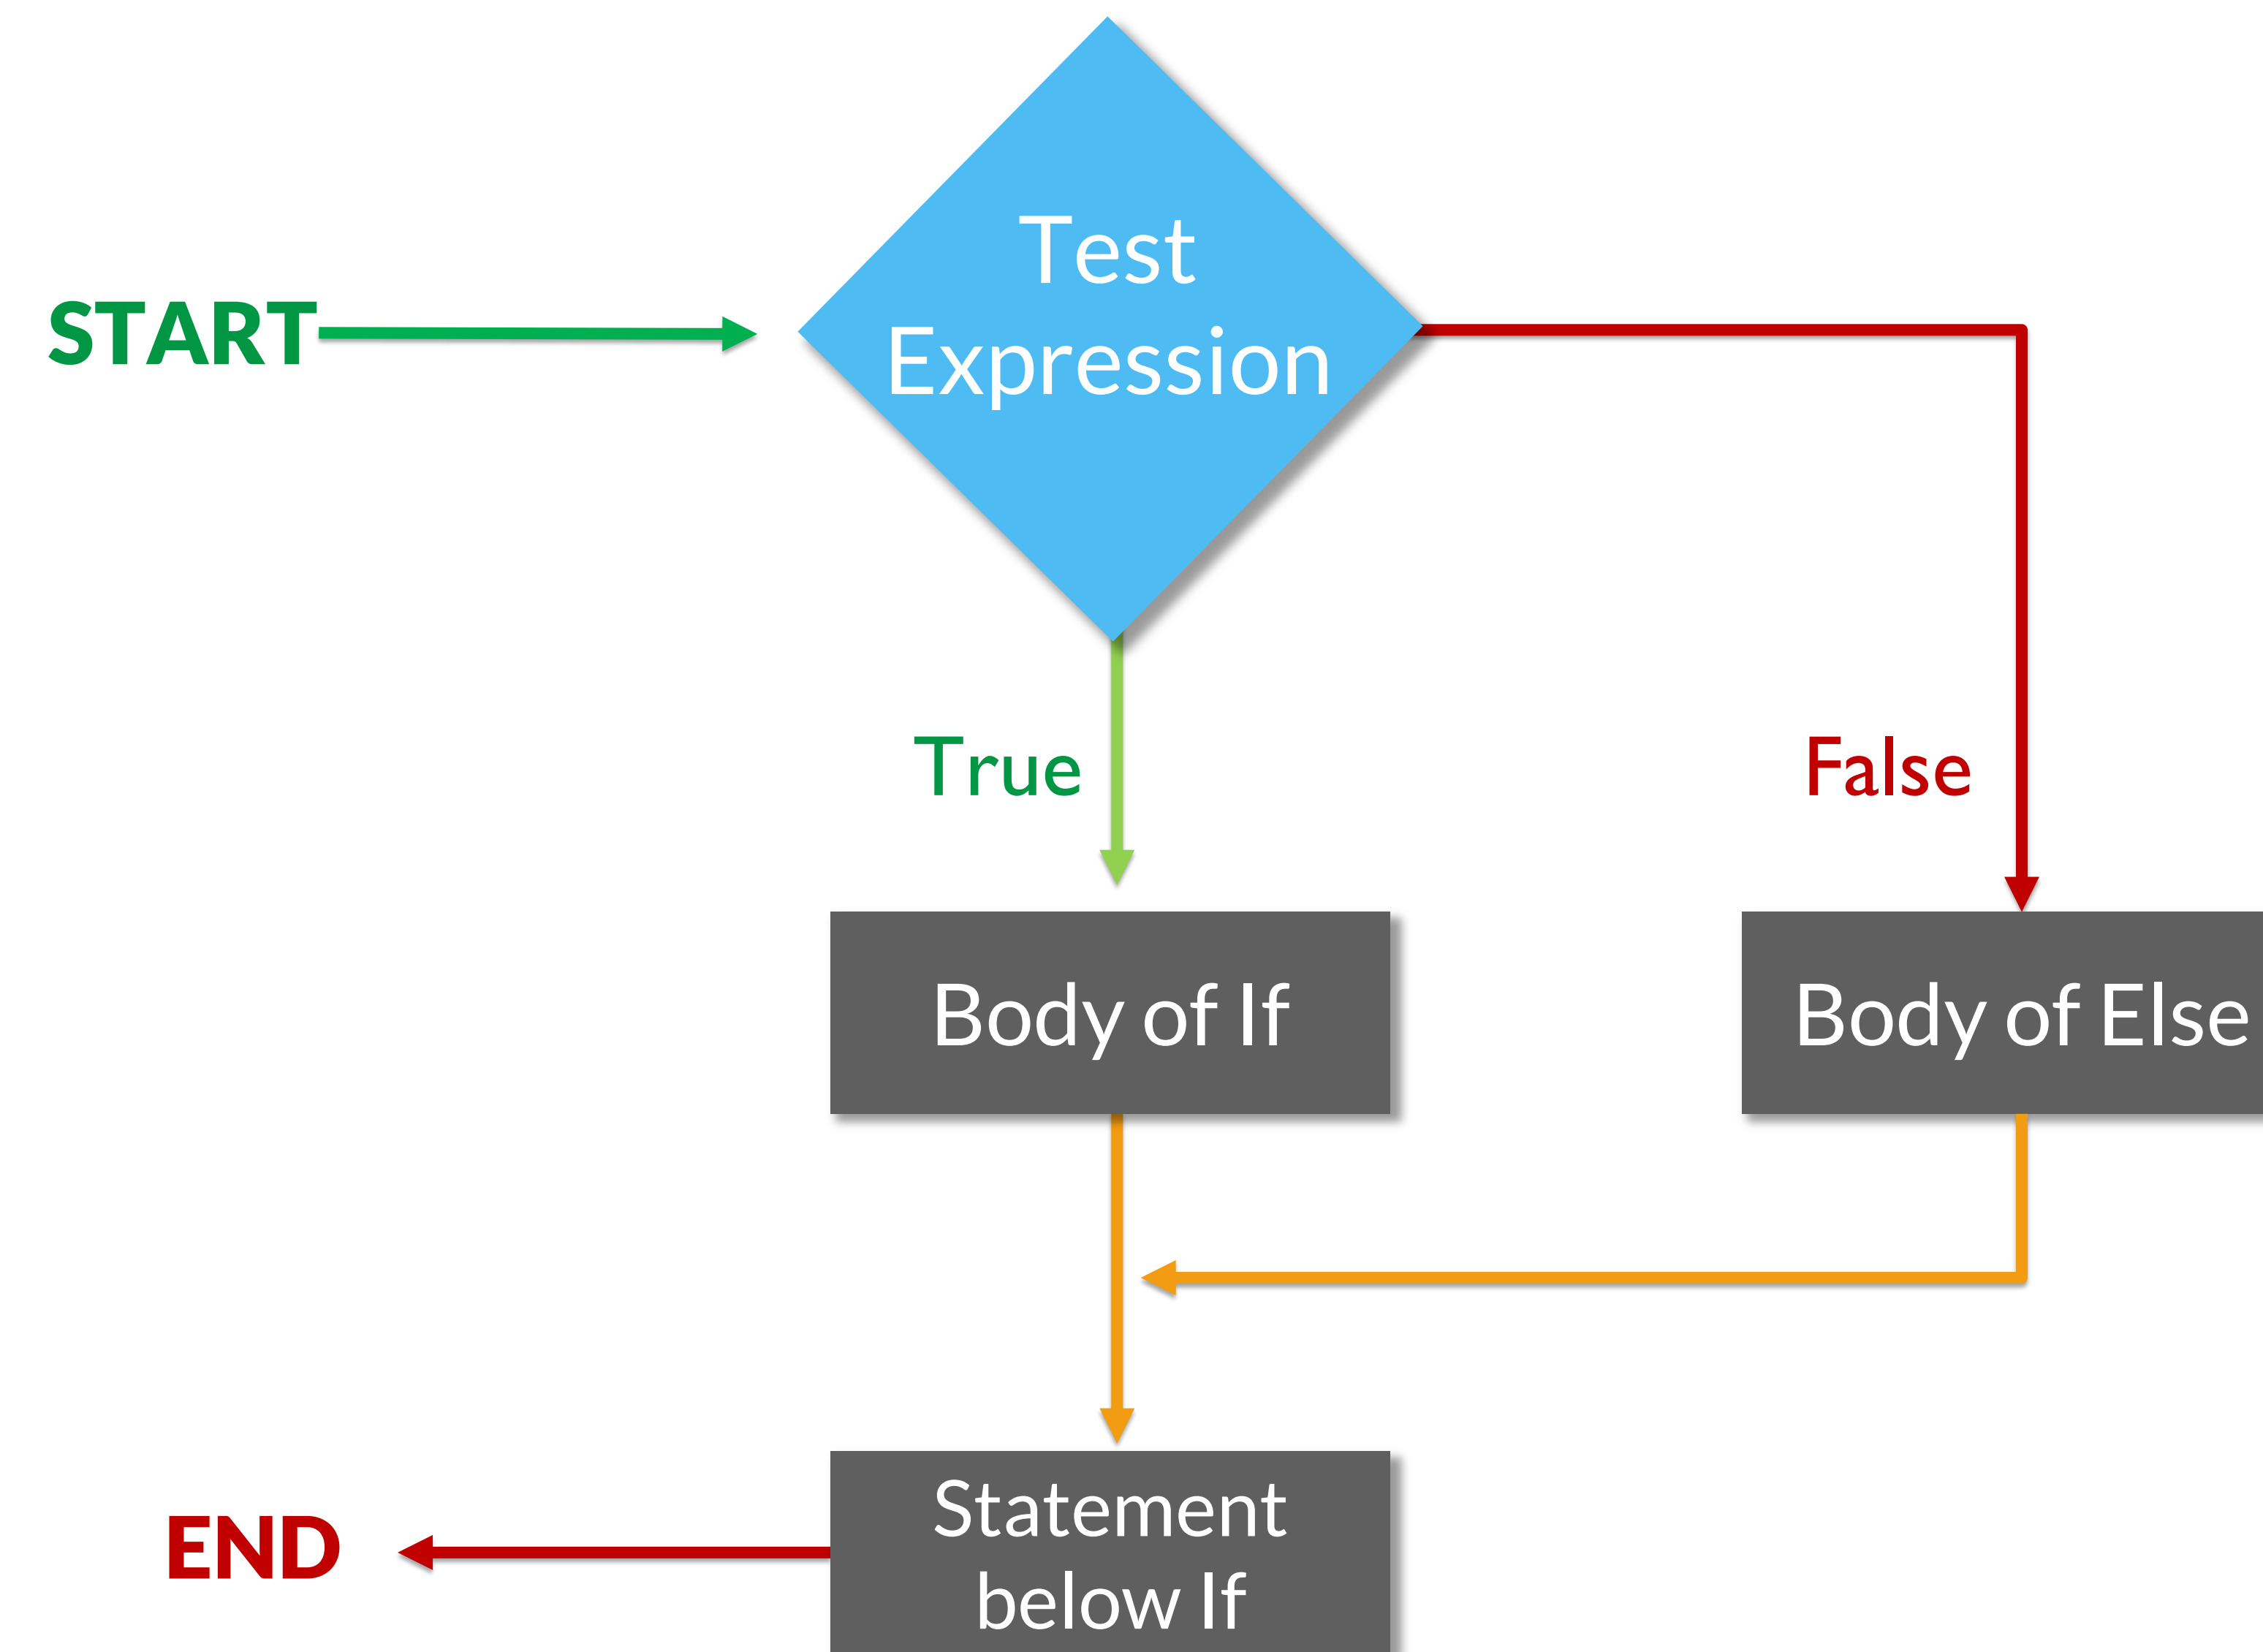 Test
Expression
START
True
False
Body of If
Body of Else
Statement
below If
END